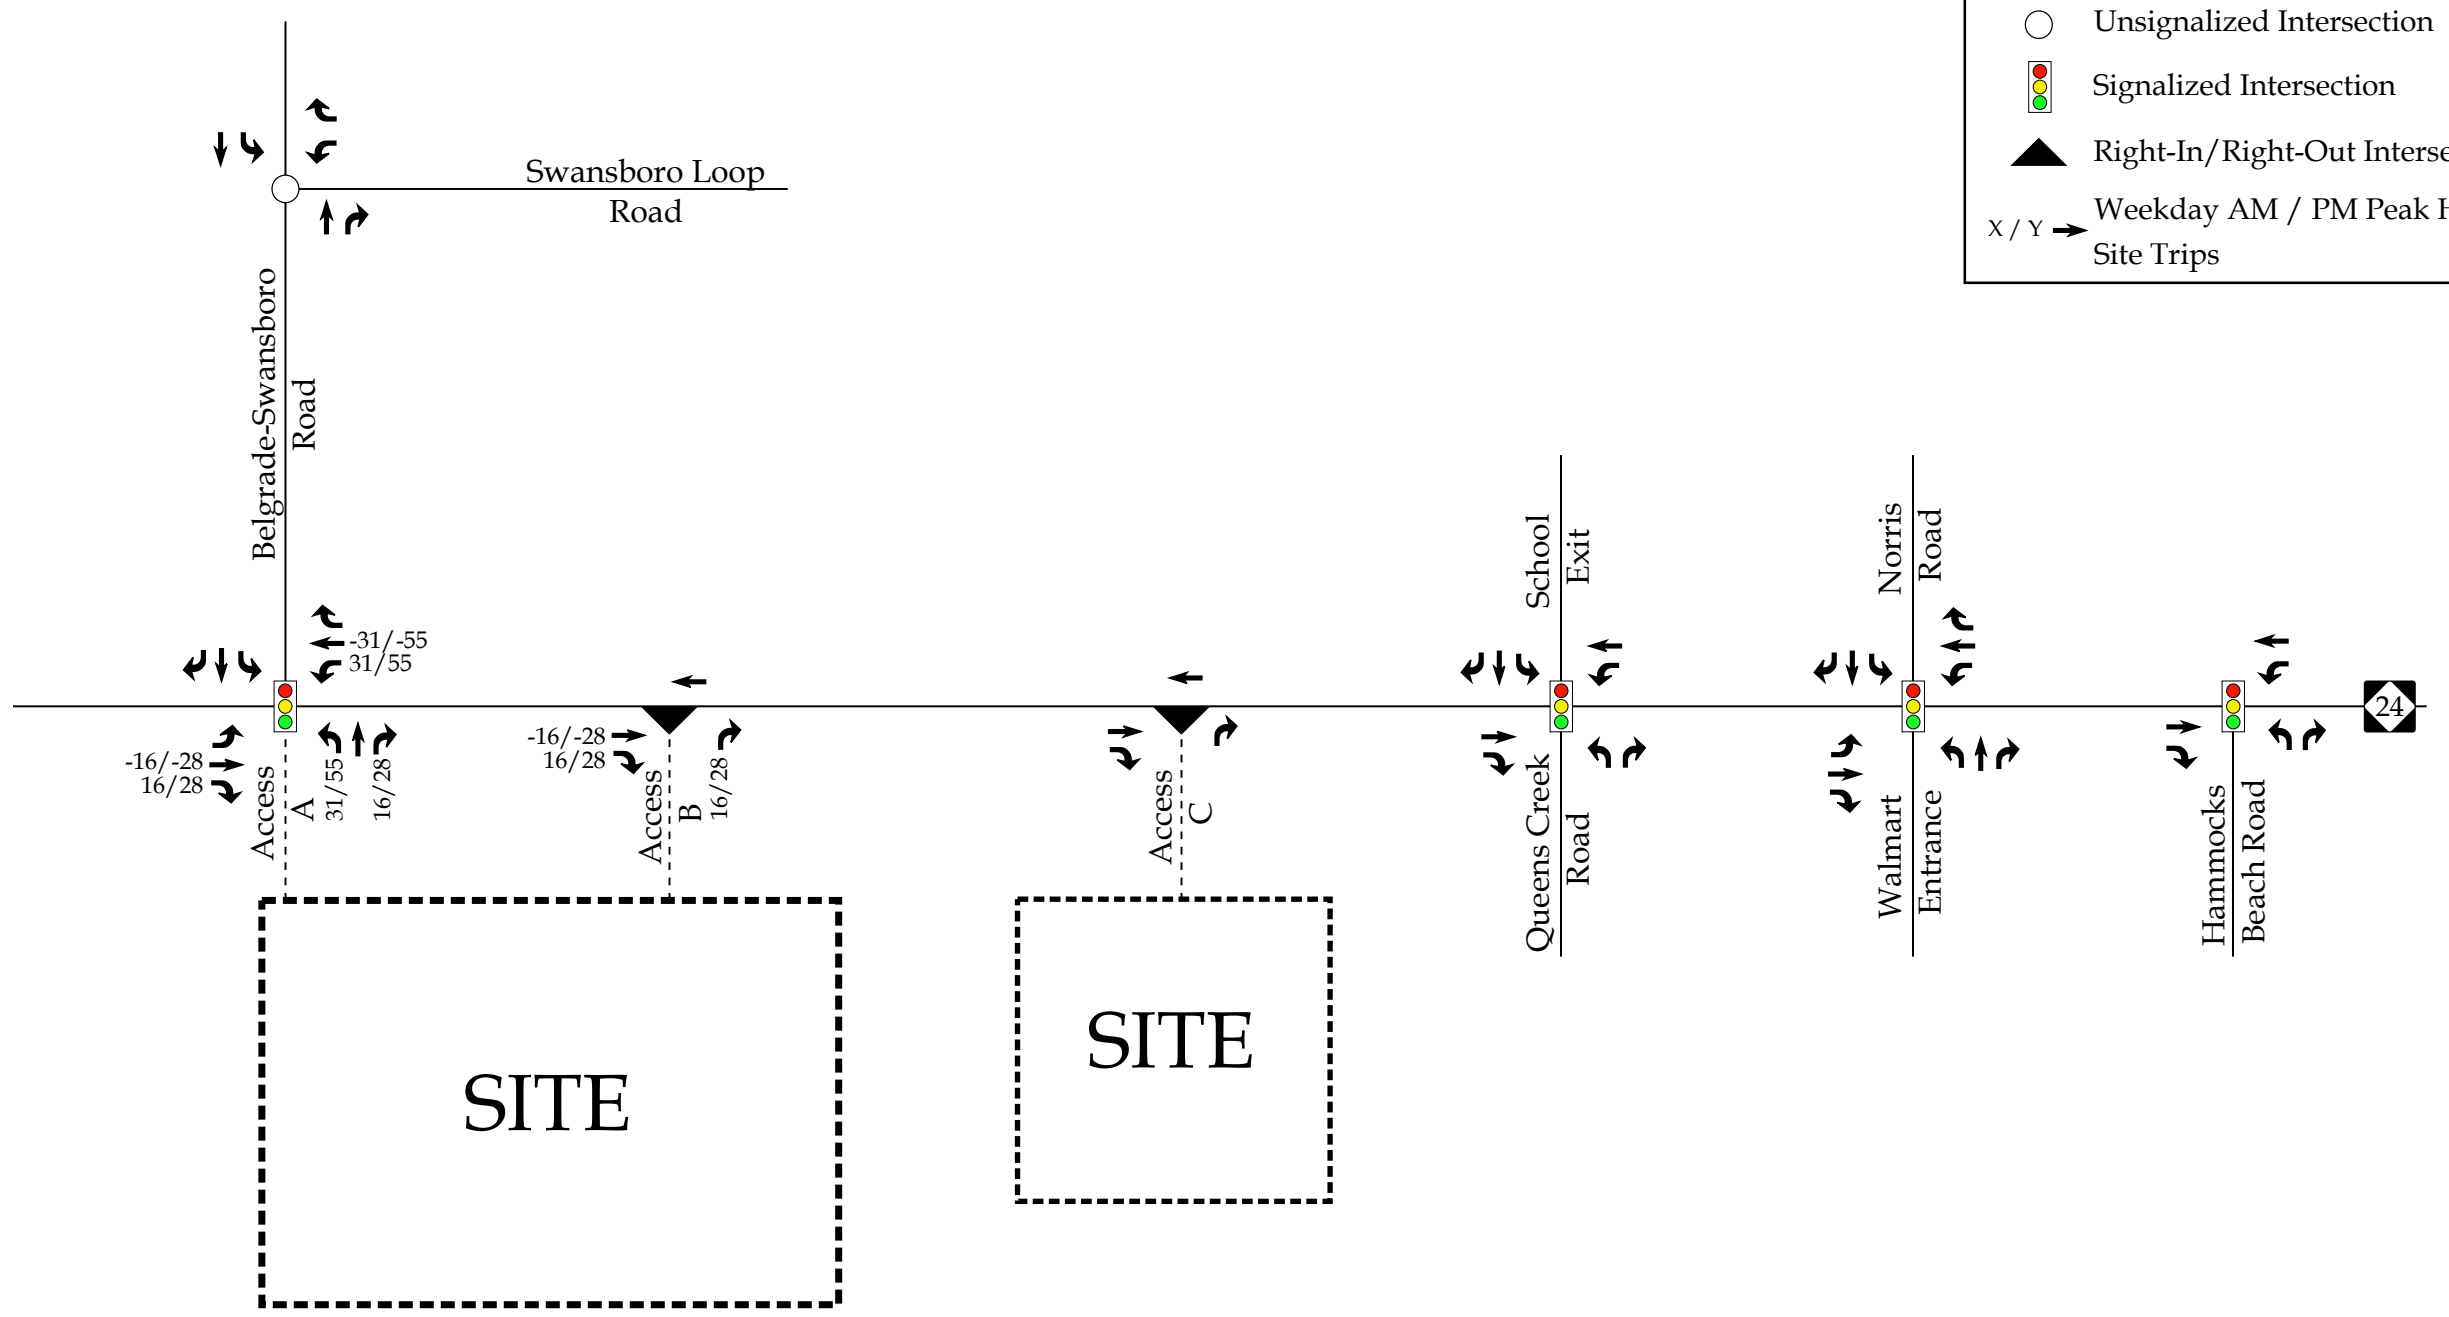 Unsignalized Intersection
Signalized Intersection
Right-In/Right-Out
X / Y
Weekday AM / PM Peak
Site Trips
Swansboro Loop
Road
Belgrade-Swansboro
Road
-31/-55
31/55
-16/-28
16/28
Access
A
31/55
16/28
-16/-28
16/28
Access
B
16/28
Access
C
School
Exit
Queens Creek
Road
Norris
Road
Walmart
Entrance
Hammocks
Beach Road
24
SITE
SITE